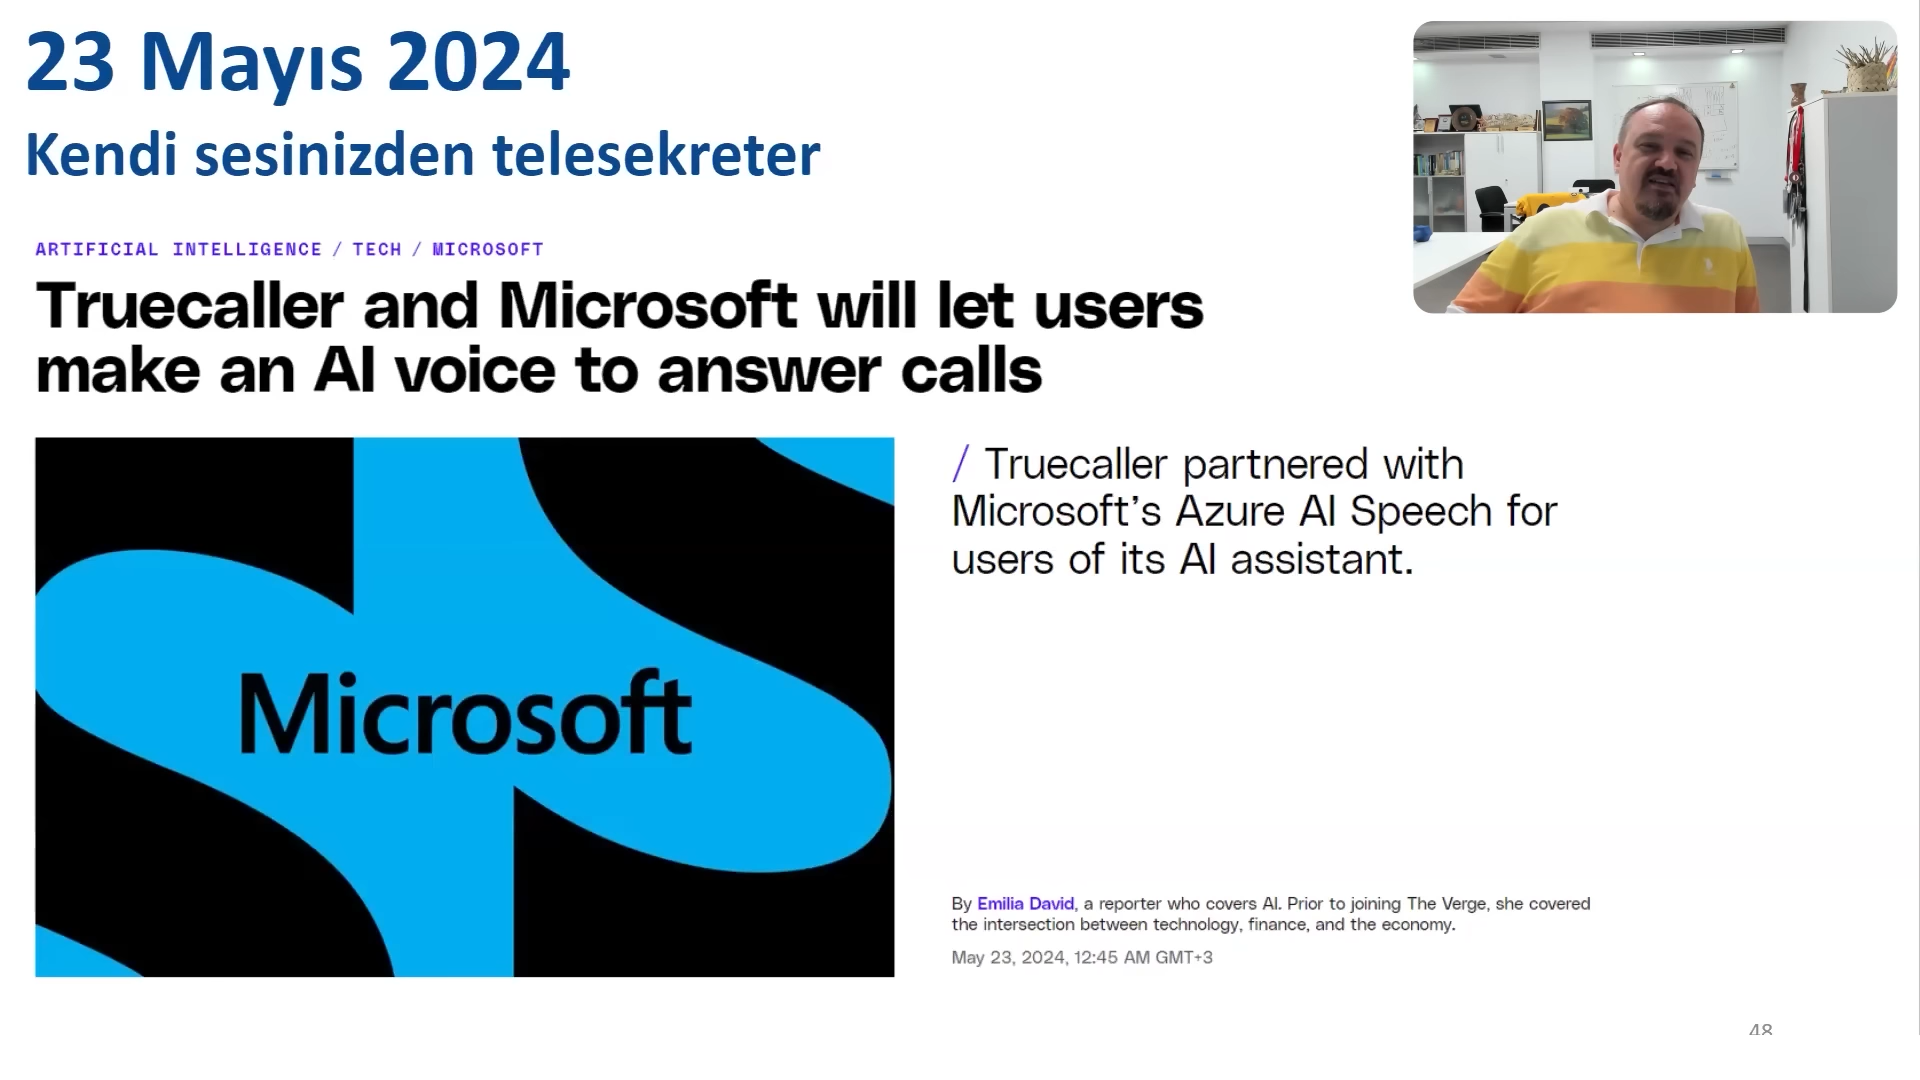 23 Mayıs 2024
Kendi sesinizden telesekreter
ARTIFICIAL INTELLIGENCE / TECH / MICROSOFT
Truecaller and Microsoft will let users
make an AI voice to answer calls
/ Truecaller partnered with
Microsoft’s Azure AI Speech for
users of its AI assistant.
Microsoft
By Emilia David, a reporter who covers AI. Prior to joining The Verge, she covered
the intersection between technology, finance, and the economy.
May 23, 2024, 12:45 AM GMT+3
48